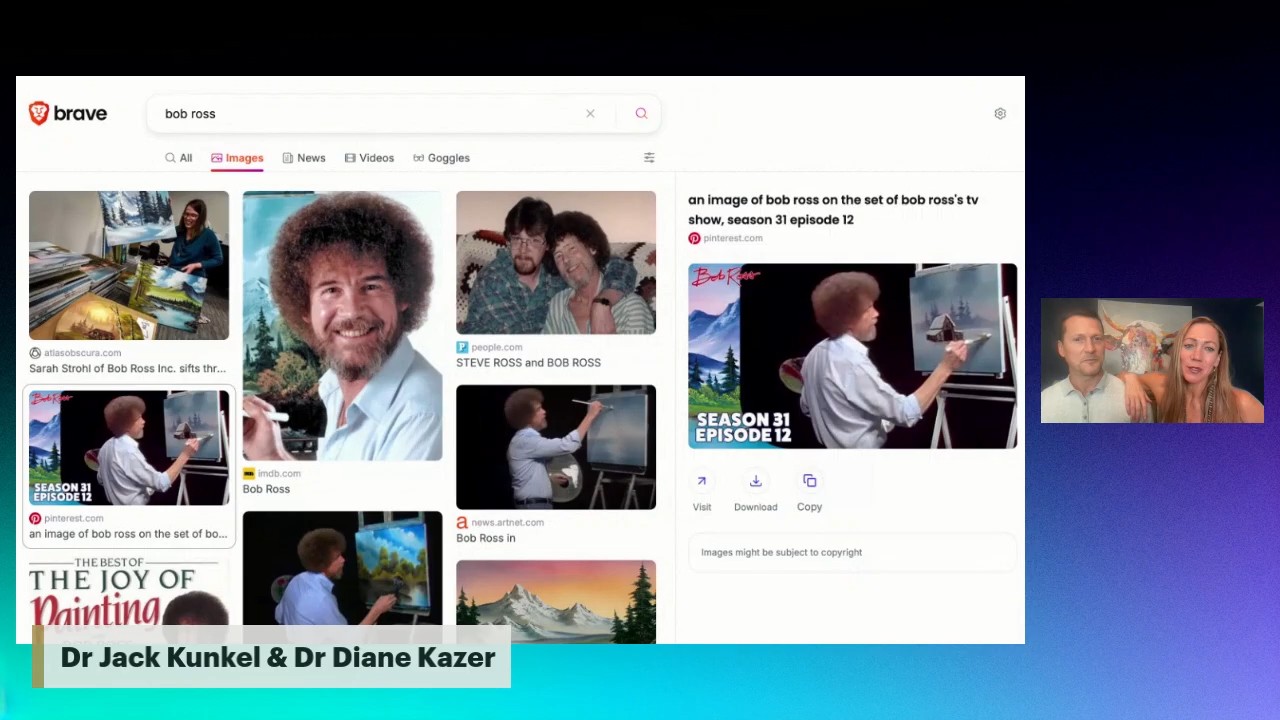 brave
bob ross
All
Images
News
Videos
Goggles
atlasobscura.com
Sarah Strohl of Bob Ross Inc. sifts thr...
Bob Ross
SEASON 31
EPISODE 12
pinterest.com
an image of bob ross on the set of bo...
THE BEST OF
THE JOY OF
Painting
imdb.com
Bob Ross
people.com
STEVE ROSS and BOB ROSS
news.artnet.com
Bob Ross in
an image of bob ross on the set of bob ross's tv
show, season 31 episode 12
pinterest.com
Bob Ross
SEASON 31
EPISODE 12
Visit
Download
Copy
Images might be subject to copyright
Dr Jack Kunkel & Dr Diane Kazer